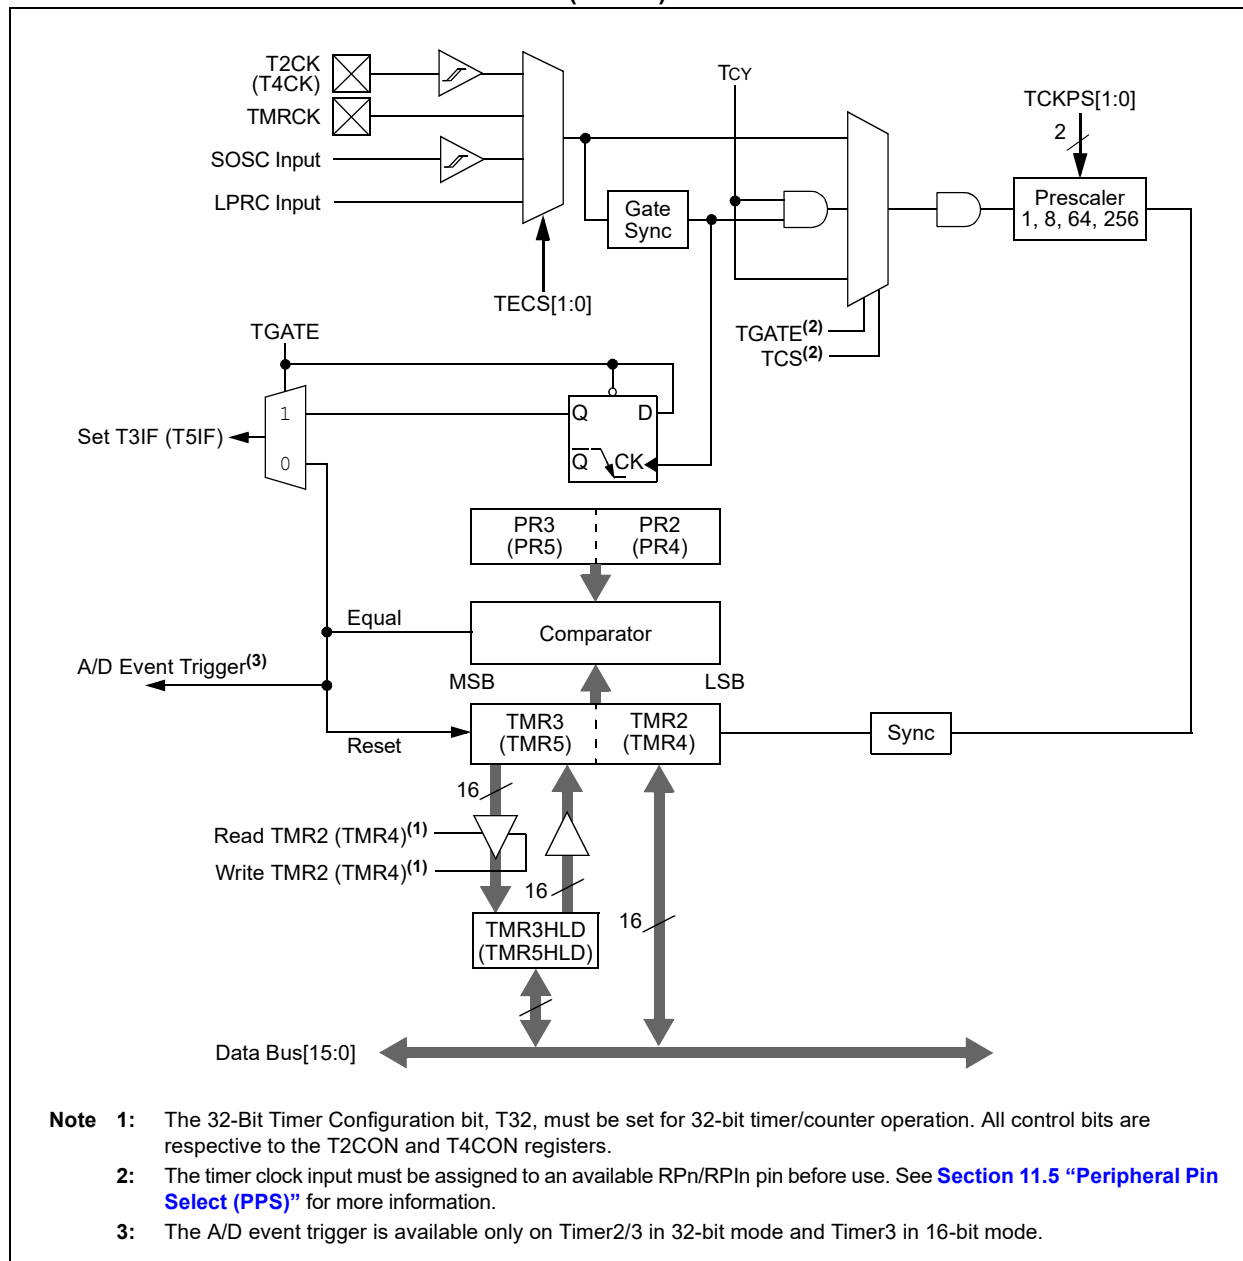 T2CK
(T4CK)
TMRCK
SOSC Input
LPRC Input
TECS[1:0]
TCY
Gate
Sync
TGATE(2)
TCS(2)
TCKPS[1:0]
2
Prescaler
1, 8, 64, 256
TGATE
1
0
Set T3IF (T5IF)
Q D
Q CK
PR3 PR2
(PR5) (PR4)
Equal
Comparator
A/D Event Trigger(3)
MSB LSB
TMR3 TMR2
(TMR5) (TMR4)
Reset
Sync
16
Read TMR2 (TMR4)(1)
Write TMR2 (TMR4)(1)
16
16
TMR3HLD
(TMR5HLD)
Data Bus[15:0]
Note 1: The 32-Bit Timer Configuration bit, T32, must be set for 32-bit timer/counter operation. All control bits are
respective to the T2CON and T4CON registers.
2: The timer clock input must be assigned to an available RPn/RPIn pin before use. See Section 11.5 “Peripheral Pin
Select (PPS)” for more information.
3: The A/D event trigger is available only on Timer2/3 in 32-bit mode and Timer3 in 16-bit mode.